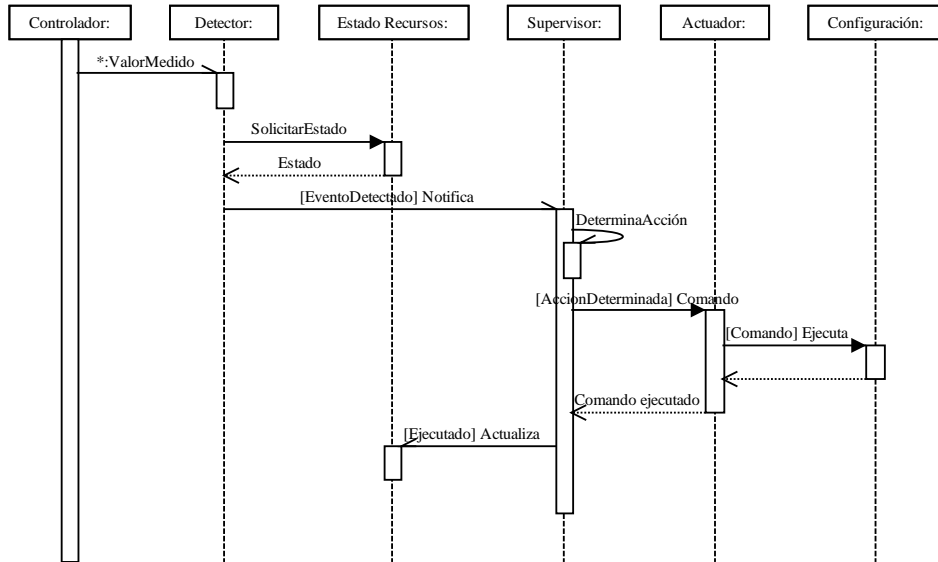 Controlador:
Detector:
Estado Recursos:
Supervisor:
Actuador:
Configuración:
*:ValorMedido
SolicitarEstado
Estado
[EventoDetectado] Notifica
DeterminaAcción
[AccionDeterminada] Comando
[Comando] Ejecuta
Comando ejecutado
[Ejecutado] Actualiza